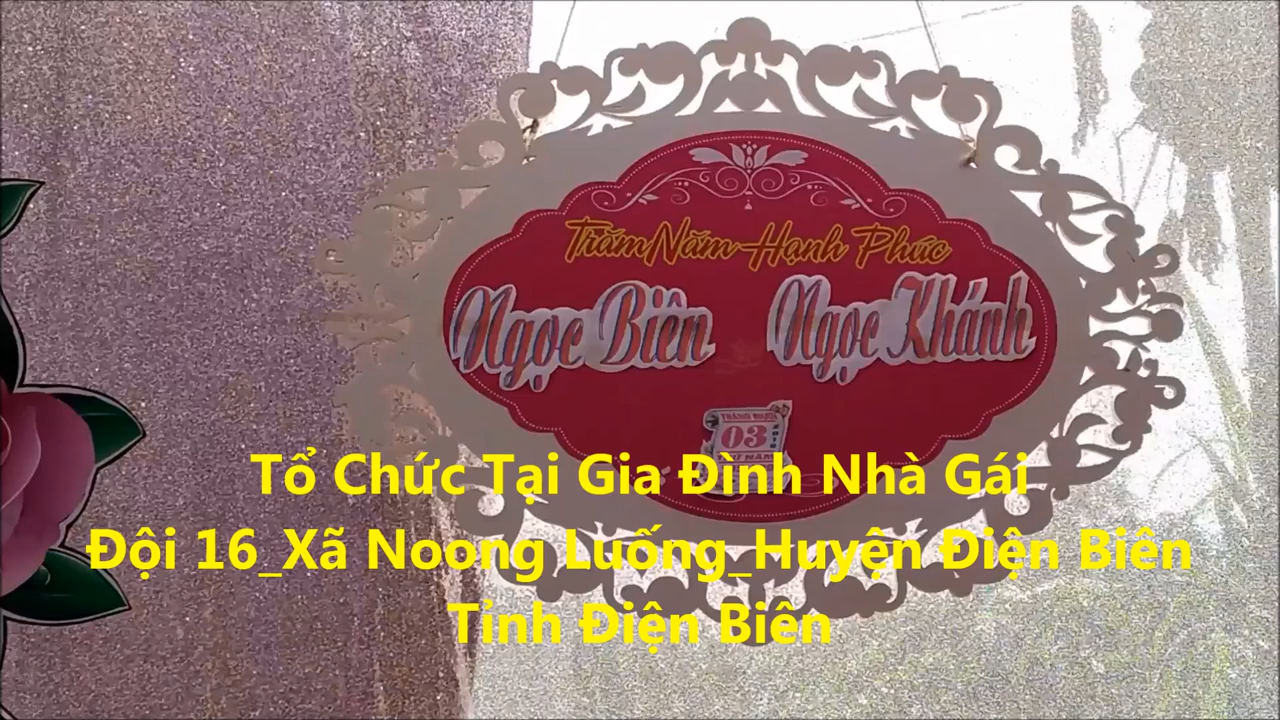 Trăm Năm Hạnh Phúc
Ngọc Biên Ngọc Khánh
03
Tổ Chức Tại Gia Đình Nhà Gái
Đội 16_Xã Noong Luống_Huyện Điện Biên
Tỉnh Điện Biên